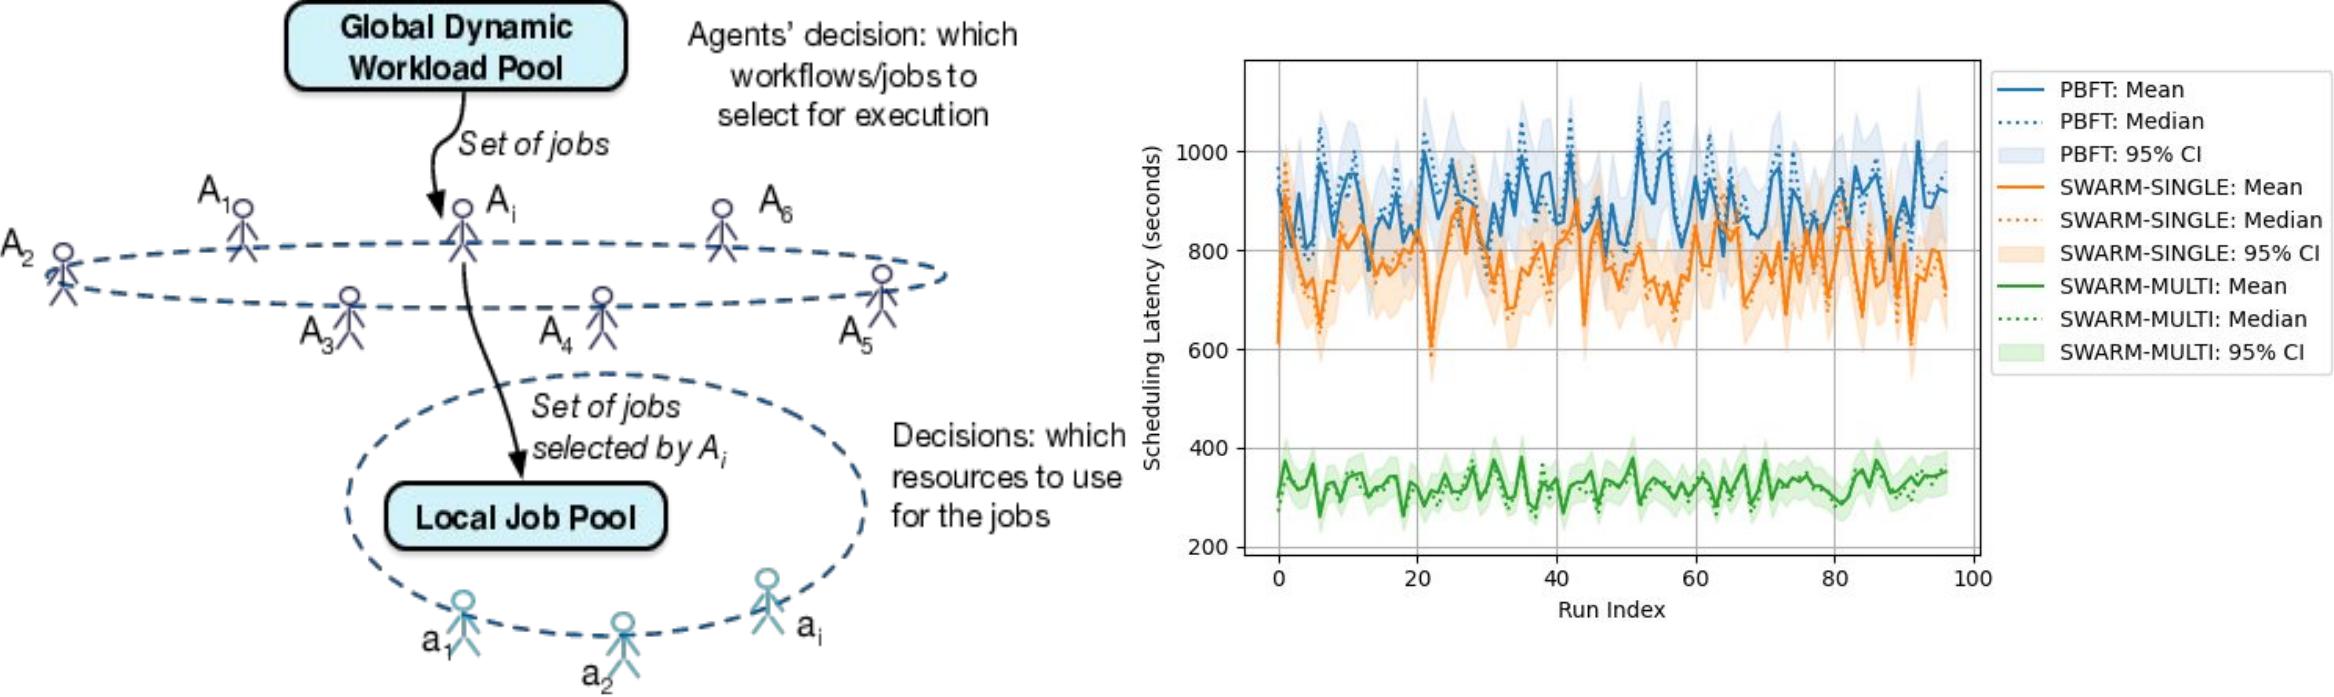 Global Dynamic
Workload Pool
Agents' decision: which
workflows/jobs to
select for execution
Set of jobs
A1
Ai
A6
A2
A3
A4
A5
Set of jobs
selected by Ai
Decisions: which
resources to use
for the jobs
Local Job Pool
a1
a2
ai
Scheduling Latency (seconds)
1000
800
600
400
200
0 20 40 60 80 100
Run Index
PBFT: Mean
PBFT: Median
PBFT: 95% CI
SWARM-SINGLE: Mean
SWARM-SINGLE: Median
SWARM-SINGLE: 95% CI
SWARM-MULTI: Mean
SWARM-MULTI: Median
SWARM-MULTI: 95% CI